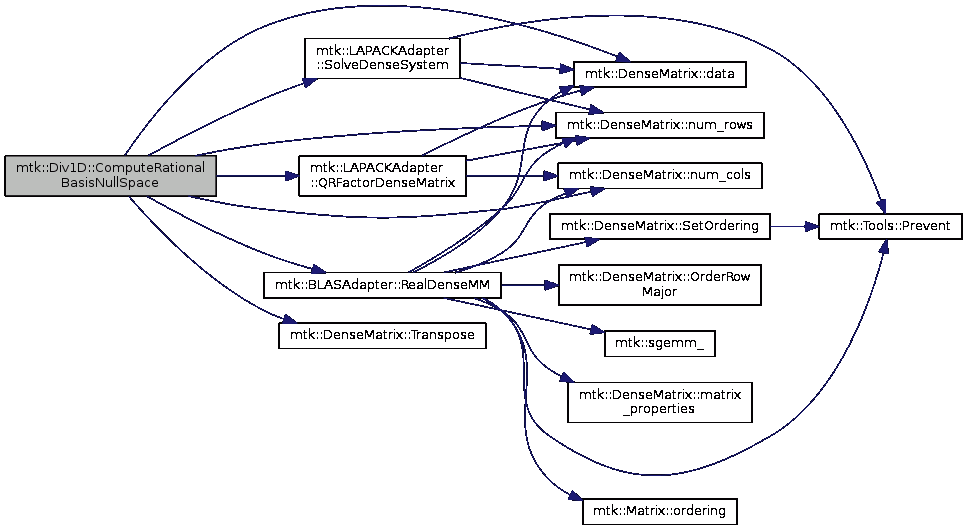 mtk::Div1D::ComputeRational
BasisNullSpace
mtk::LAPACKAdapter
::SolveDenseSystem
mtk::LAPACKAdapter
::QRFactorDenseMatrix
mtk::BLASAdapter::RealDenseMM
mtk::DenseMatrix::Transpose
mtk::DenseMatrix::data
mtk::DenseMatrix::num_rows
mtk::DenseMatrix::num_cols
mtk::DenseMatrix::SetOrdering
mtk::DenseMatrix::OrderRow
Major
mtk::sgemm_
mtk::DenseMatrix::matrix
_properties
mtk::Matrix::ordering
mtk::Tools::Prevent